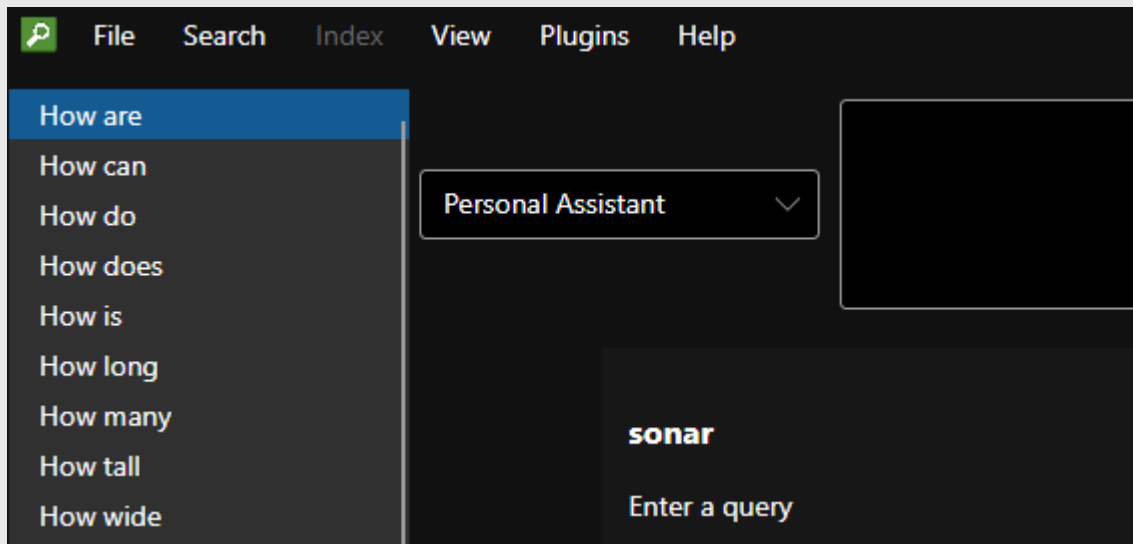 File Search Index View Plugins Help
How are
How can
How do
How does
How is
How long
How many
How tall
How wide
Personal Assistant
sonar
Enter a query